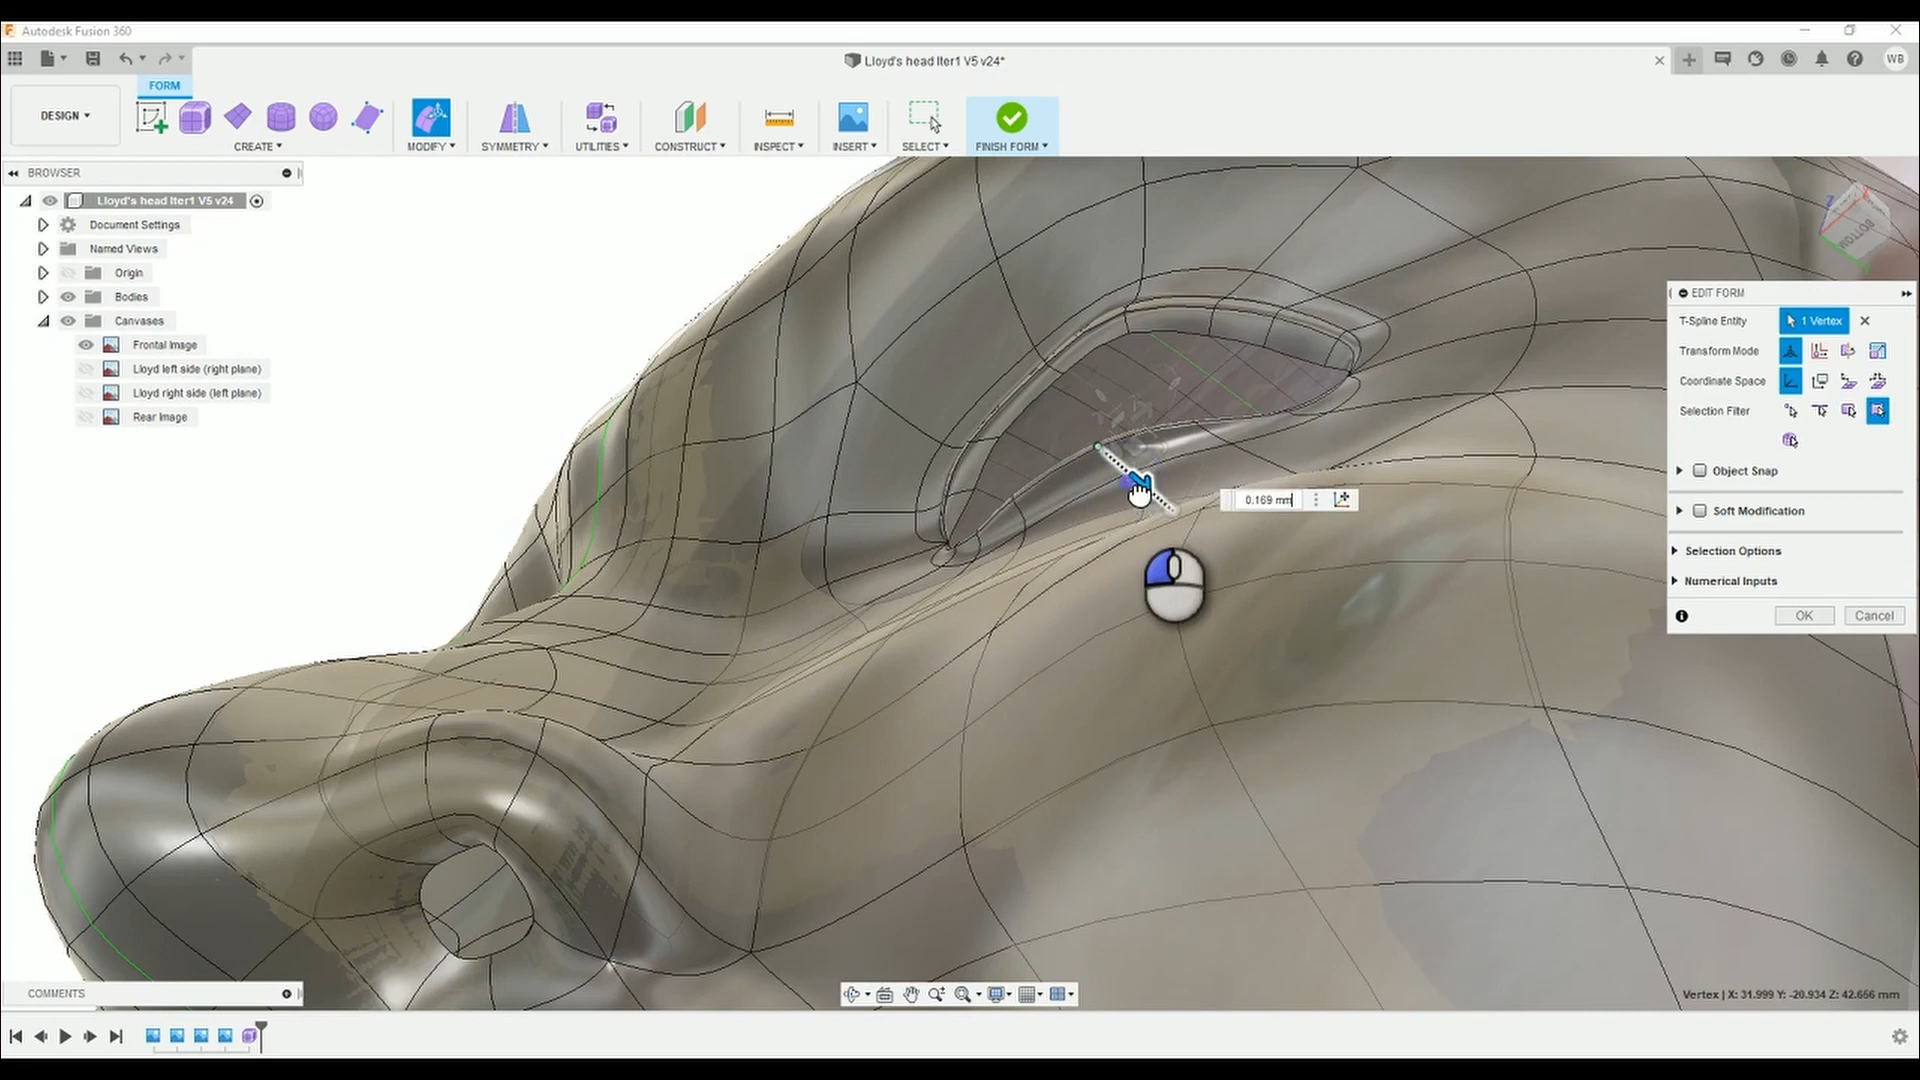 Autodesk Fusion 360
Lloyd's head Iter1 V5 v24*
WB
FORM
DESIGN
CREATE
MODIFY
SYMMETRY
UTILITIES
CONSTRUCT
INSPECT
INSERT
SELECT
FINISH FORM
BROWSER
Lloyd's head Iter1 V5 v24
Document Settings
Named Views
Origin
Bodies
Canvases
Frontal Image
Lloyd left side (right plane)
Lloyd right side (left plane)
Rear Image
BOTTOM
EDIT FORM
T-Spline Entity
1 Vertex
Transform Mode
Coordinate Space
Selection Filter
Object Snap
Soft Modification
Selection Options
Numerical Inputs
OK
Cancel
0.169 mm
COMMENTS
Vertex | X: 31.999 Y: -20.934 Z: 42.656 mm